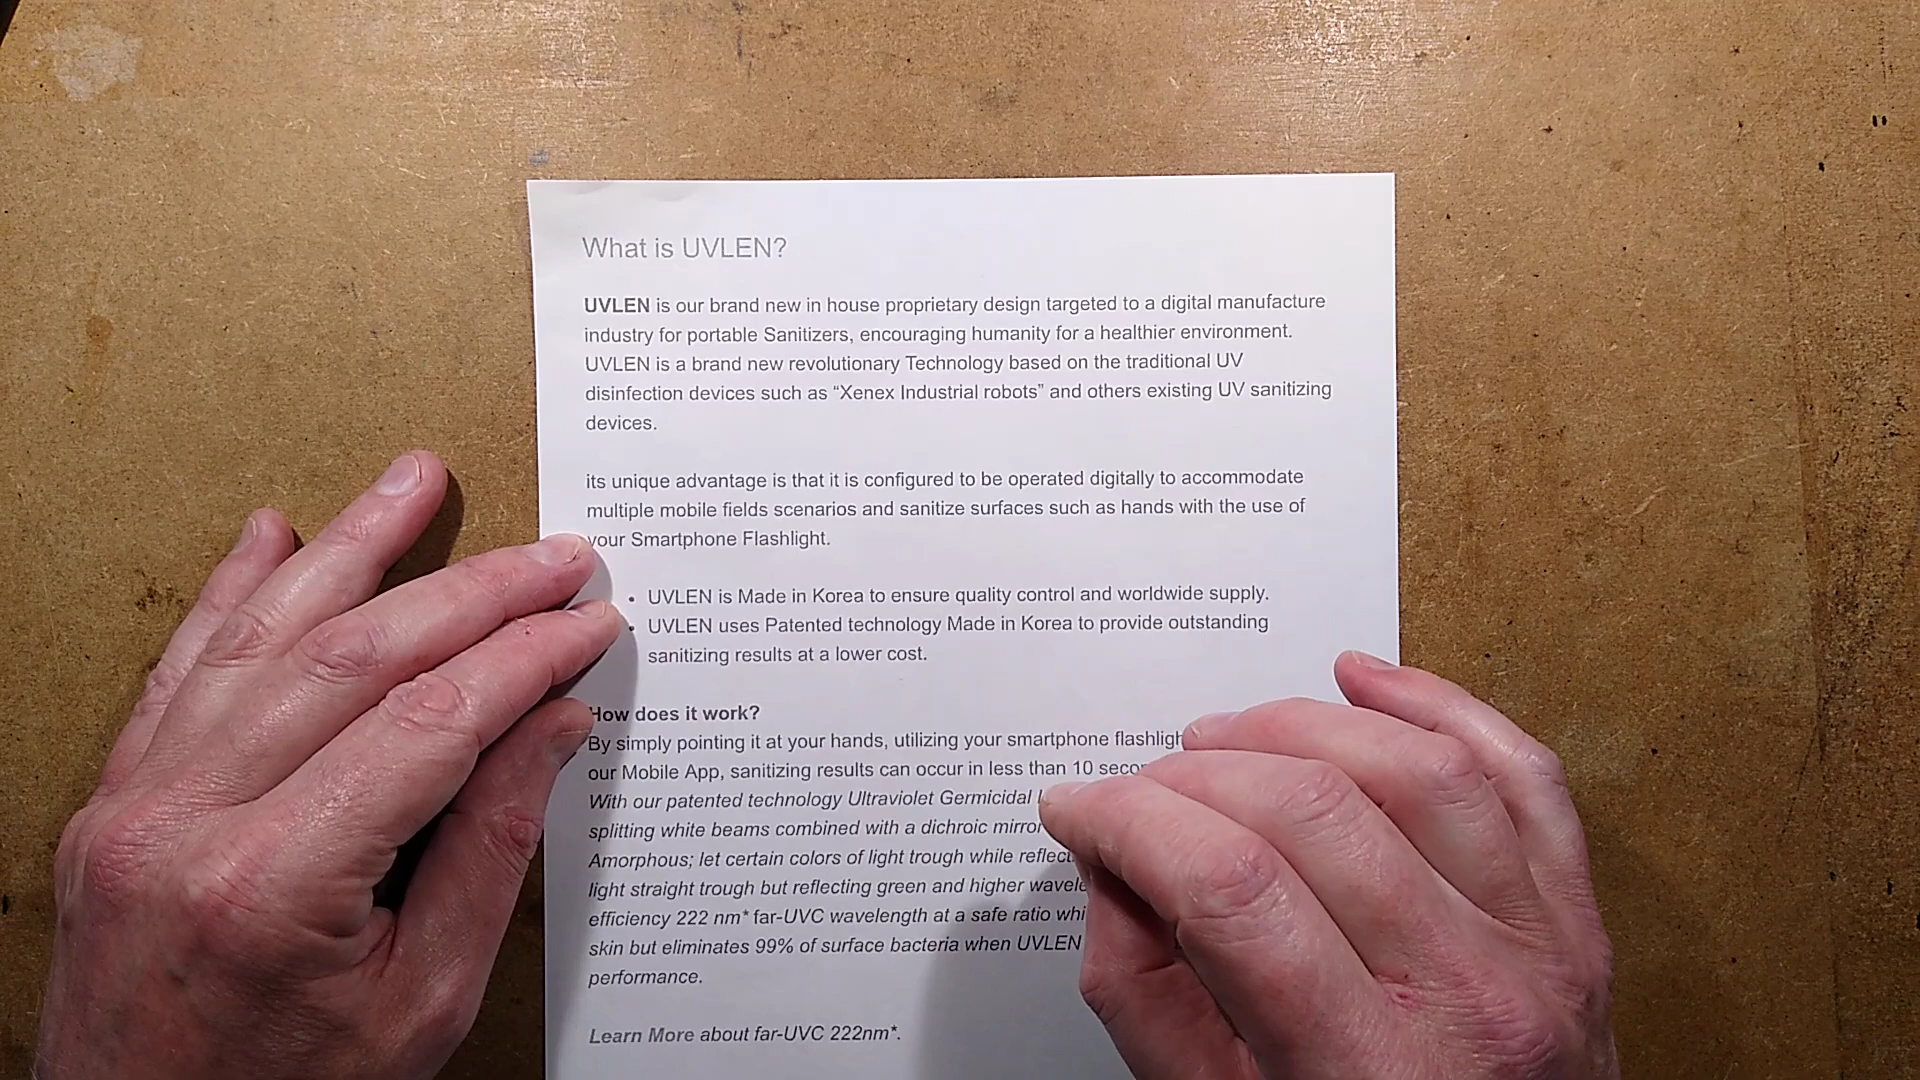 What is UVLEN?
UVLEN is our brand new in house proprietary design targeted to a digital manufacture
industry for portable Sanitizers, encouraging humanity for a healthier environment.
UVLEN is a brand new revolutionary Technology based on the traditional UV
disinfection devices such as “Xenex Industrial robots” and others existing UV sanitizing
devices.
its unique advantage is that it is configured to be operated digitally to accommodate
multiple mobile fields scenarios and sanitize surfaces such as hands with the use of
your Smartphone Flashlight.
• UVLEN is Made in Korea to ensure quality control and worldwide supply.
• UVLEN uses Patented technology Made in Korea to provide outstanding
sanitizing results at a lower cost.
How does it work?
By simply pointing it at your hands, utilizing your smartphone
our Mobile App, sanitizing results can occur in less than 10
With our patented technology Ultraviolet Germicidal
splitting white beams combined with a dichroic mirror
Amorphous; let certain colors of light trough while
light straight trough but reflecting green and higher
efficiency 222 nm* far-UVC wavelength at a safe ratio
skin but eliminates 99% of surface bacteria when UVLEN
performance.
Learn More about far-UVC 222nm*.